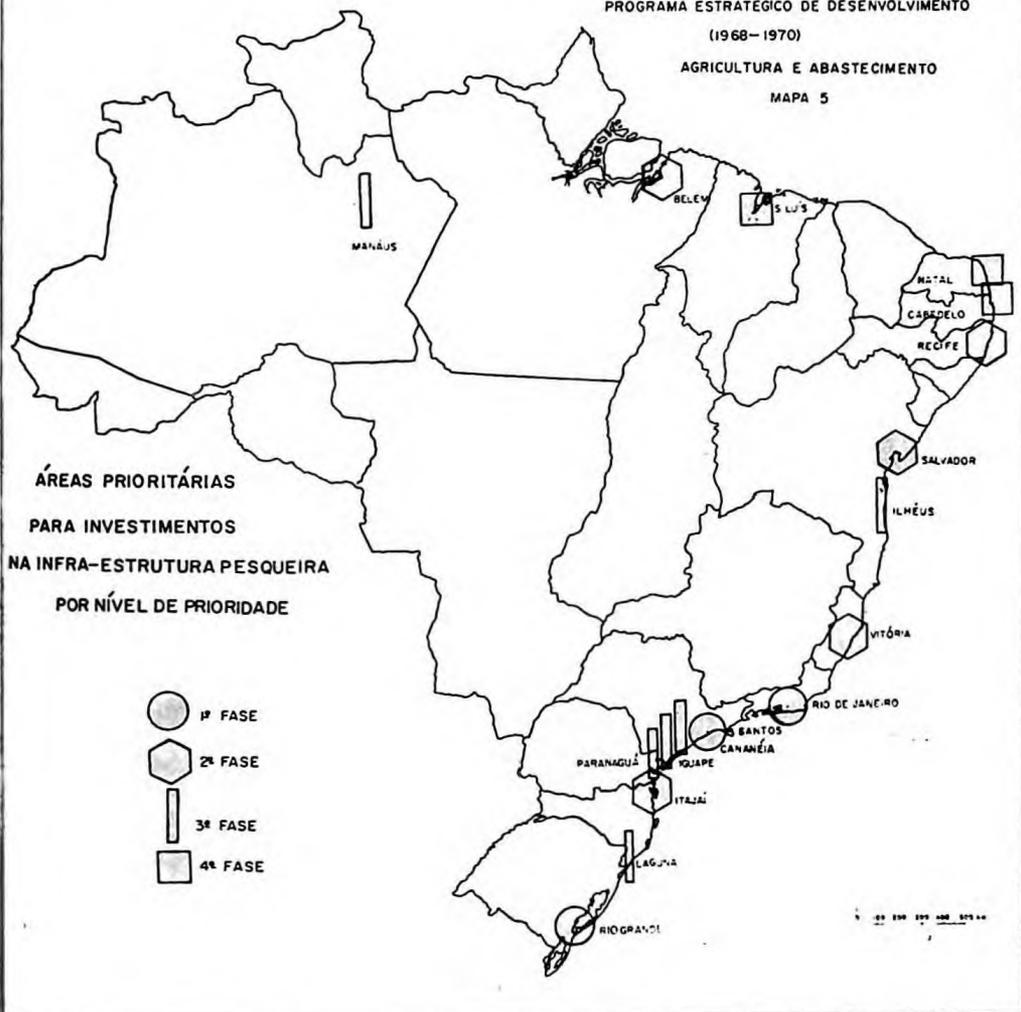 PROGRAMA ESTRATÉGICO DE DESENVOLVIMENTO
(1968-1970)
AGRICULTURA E ABASTECIMENTO
MAPA 5
BELÉM
S. LUÍS
MANÁUS
NATAL
CABEDELO
RECIFE
SALVADOR
ILHÉUS
ÁREAS PRIORITÁRIAS
PARA INVESTIMENTOS
NA INFRA-ESTRUTURA PESQUEIRA
POR NÍVEL DE PRIORIDADE
VITÓRIA
RIO DE JANEIRO
SANTOS
CANANÉIA
PARANAGUÁ
IGUAPE
ITAJAÍ
LAGUNA
RIO GRANDE
1ª FASE
2ª FASE
3ª FASE
4ª FASE